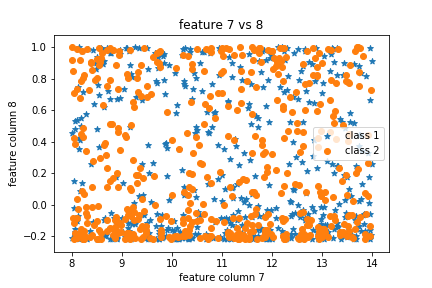 feature 7 vs 8
1.0
0.8
0.6
0.4
0.2
0.0
−0.2
feature column 8
class 1
class 2
8 9 10 11 12 13 14
feature column 7